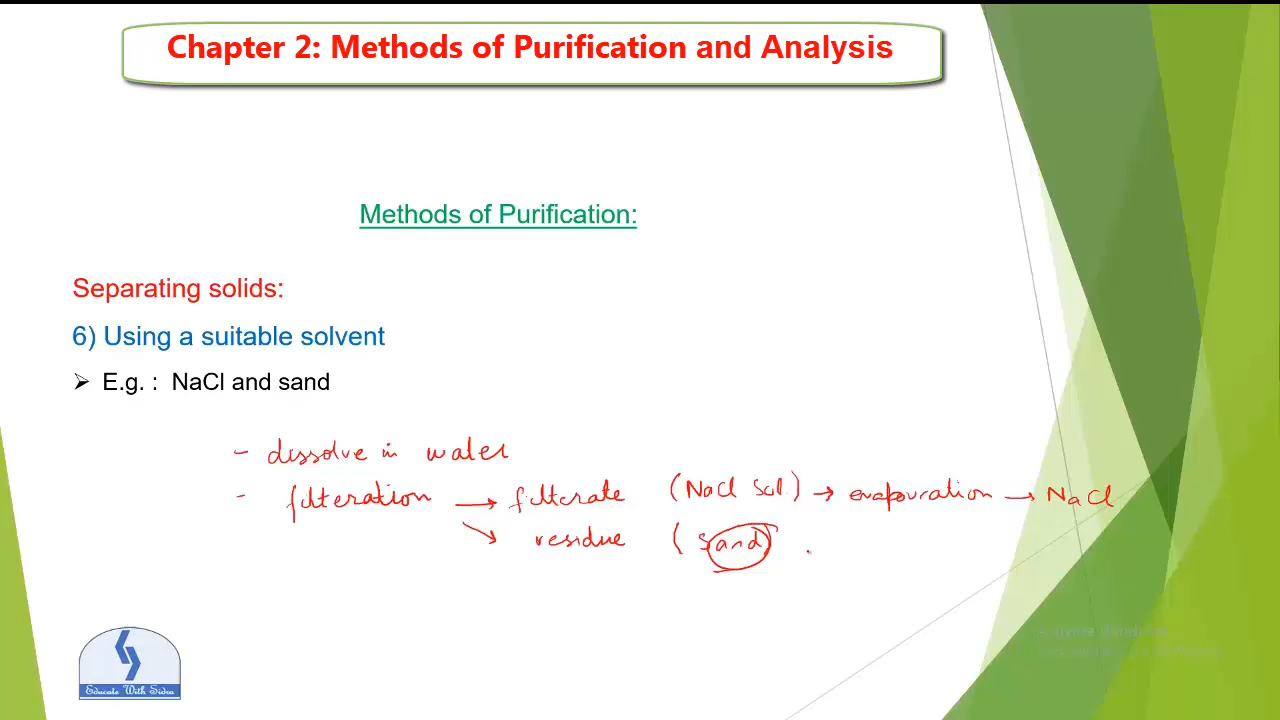 Chapter 2: Methods of Purification and Analysis
Methods of Purification:
Separating solids:
6) Using a suitable solvent
➢ E.g. : NaCl and sand
- dissolve in water
- filteration → filterate (NaCl sol.) → evapouration → NaCl
↘ residue (sand)
Educate With Sidra